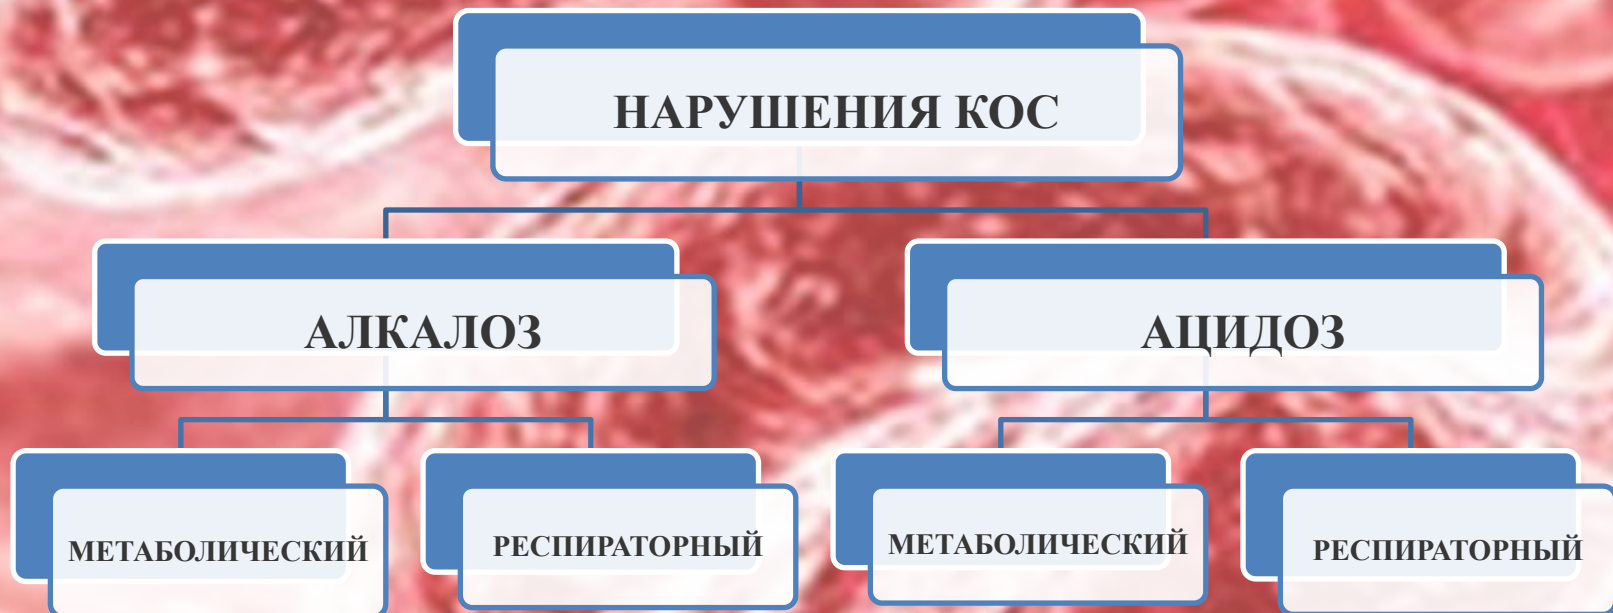 НАРУШЕНИЯ КОС
АЛКАЛОЗ
АЦИДОЗ
МЕТАБОЛИЧЕСКИЙ
РЕСПИРАТОРНЫЙ
МЕТАБОЛИЧЕСКИЙ
РЕСПИРАТОРНЫЙ